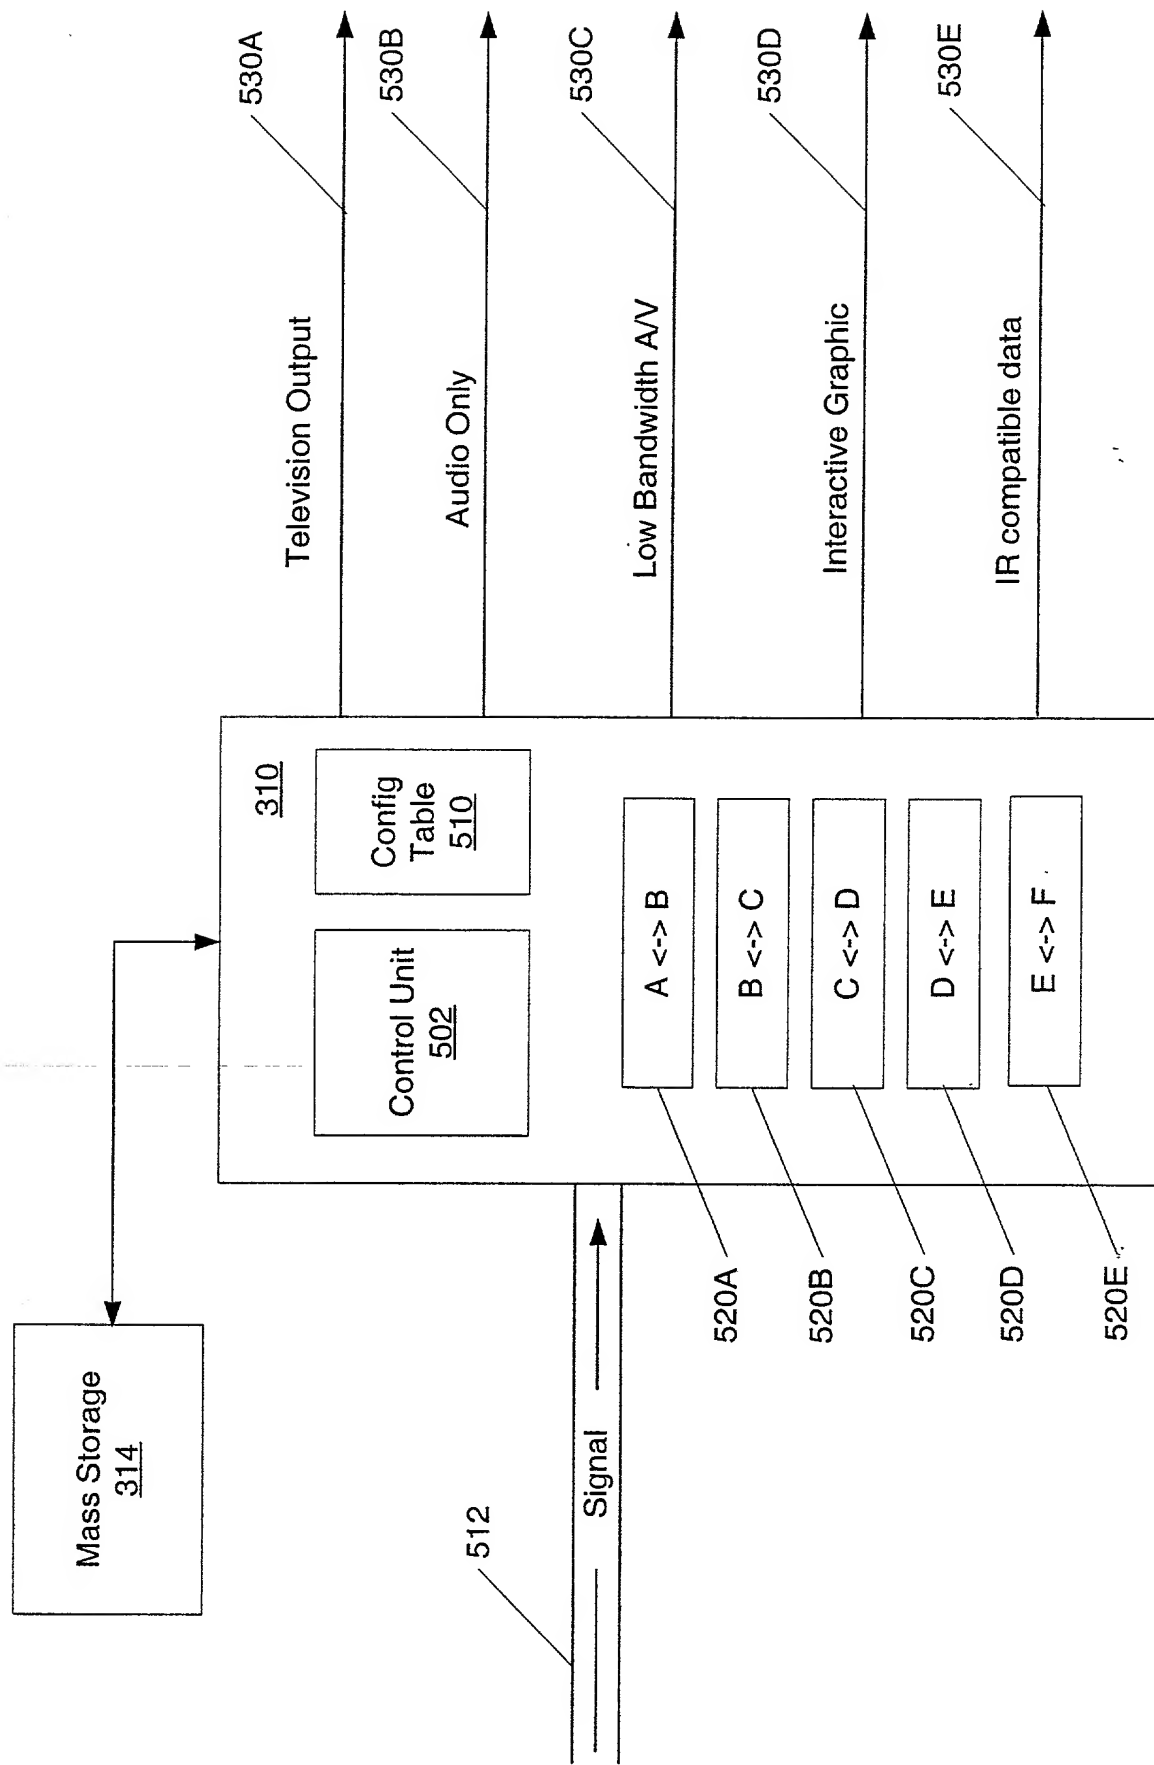 Mass Storage
314
512
Signal
310
Control Unit
502
Config
Table
510
A <-> B
B <-> C
C <-> D
D <-> E
E <-> F
520A
520B
520C
520D
520E
Television Output
530A
Audio Only
530B
Low Bandwidth A/V
530C
Interactive Graphic
530D
IR compatible data
530E